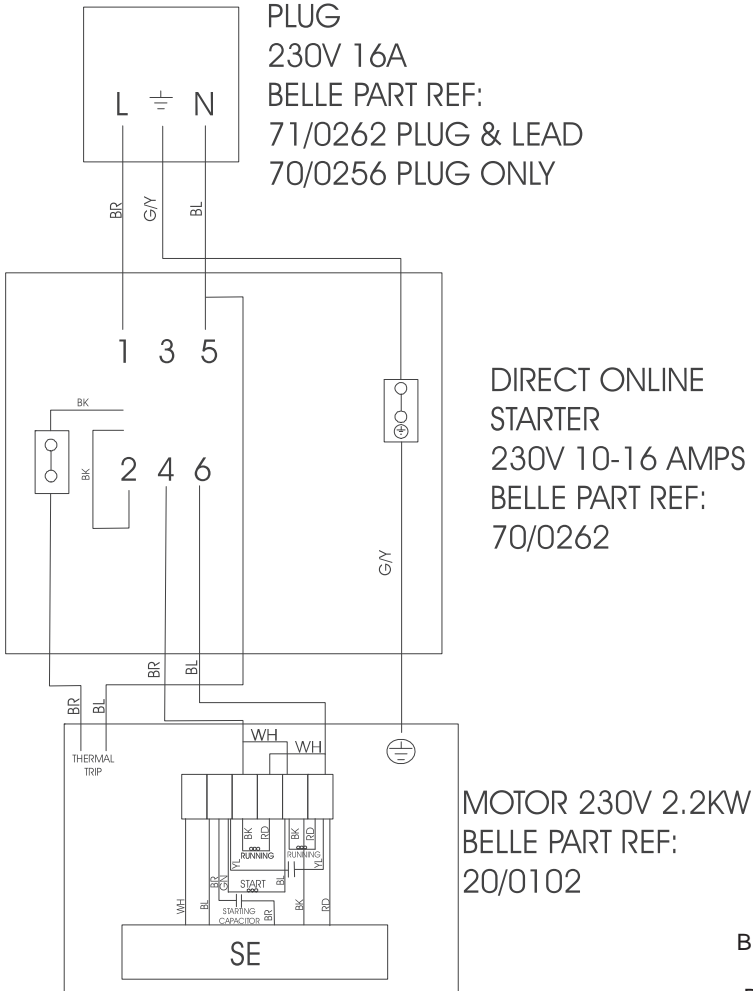 PLUG
230V 16A
BELLE PART REF:
71/0262 PLUG & LEAD
70/0256 PLUG ONLY
L N
BR
G/Y
BL
1 3 5
BK
BK
2 4 6
DIRECT ONLINE
STARTER
230V 10-16 AMPS
BELLE PART REF:
70/0262
G/Y
BR
BL
BR
BL
THERMAL
TRIP
WH
WH
MOTOR 230V 2.2KW
BELLE PART REF:
20/0102
BK
RD
BK
RD
RUNNING
RUNNING
YL
YL
BR
GN
START
BL
WH
BL
STARTING
CAPACITOR
BR
BK
RD
SE
B